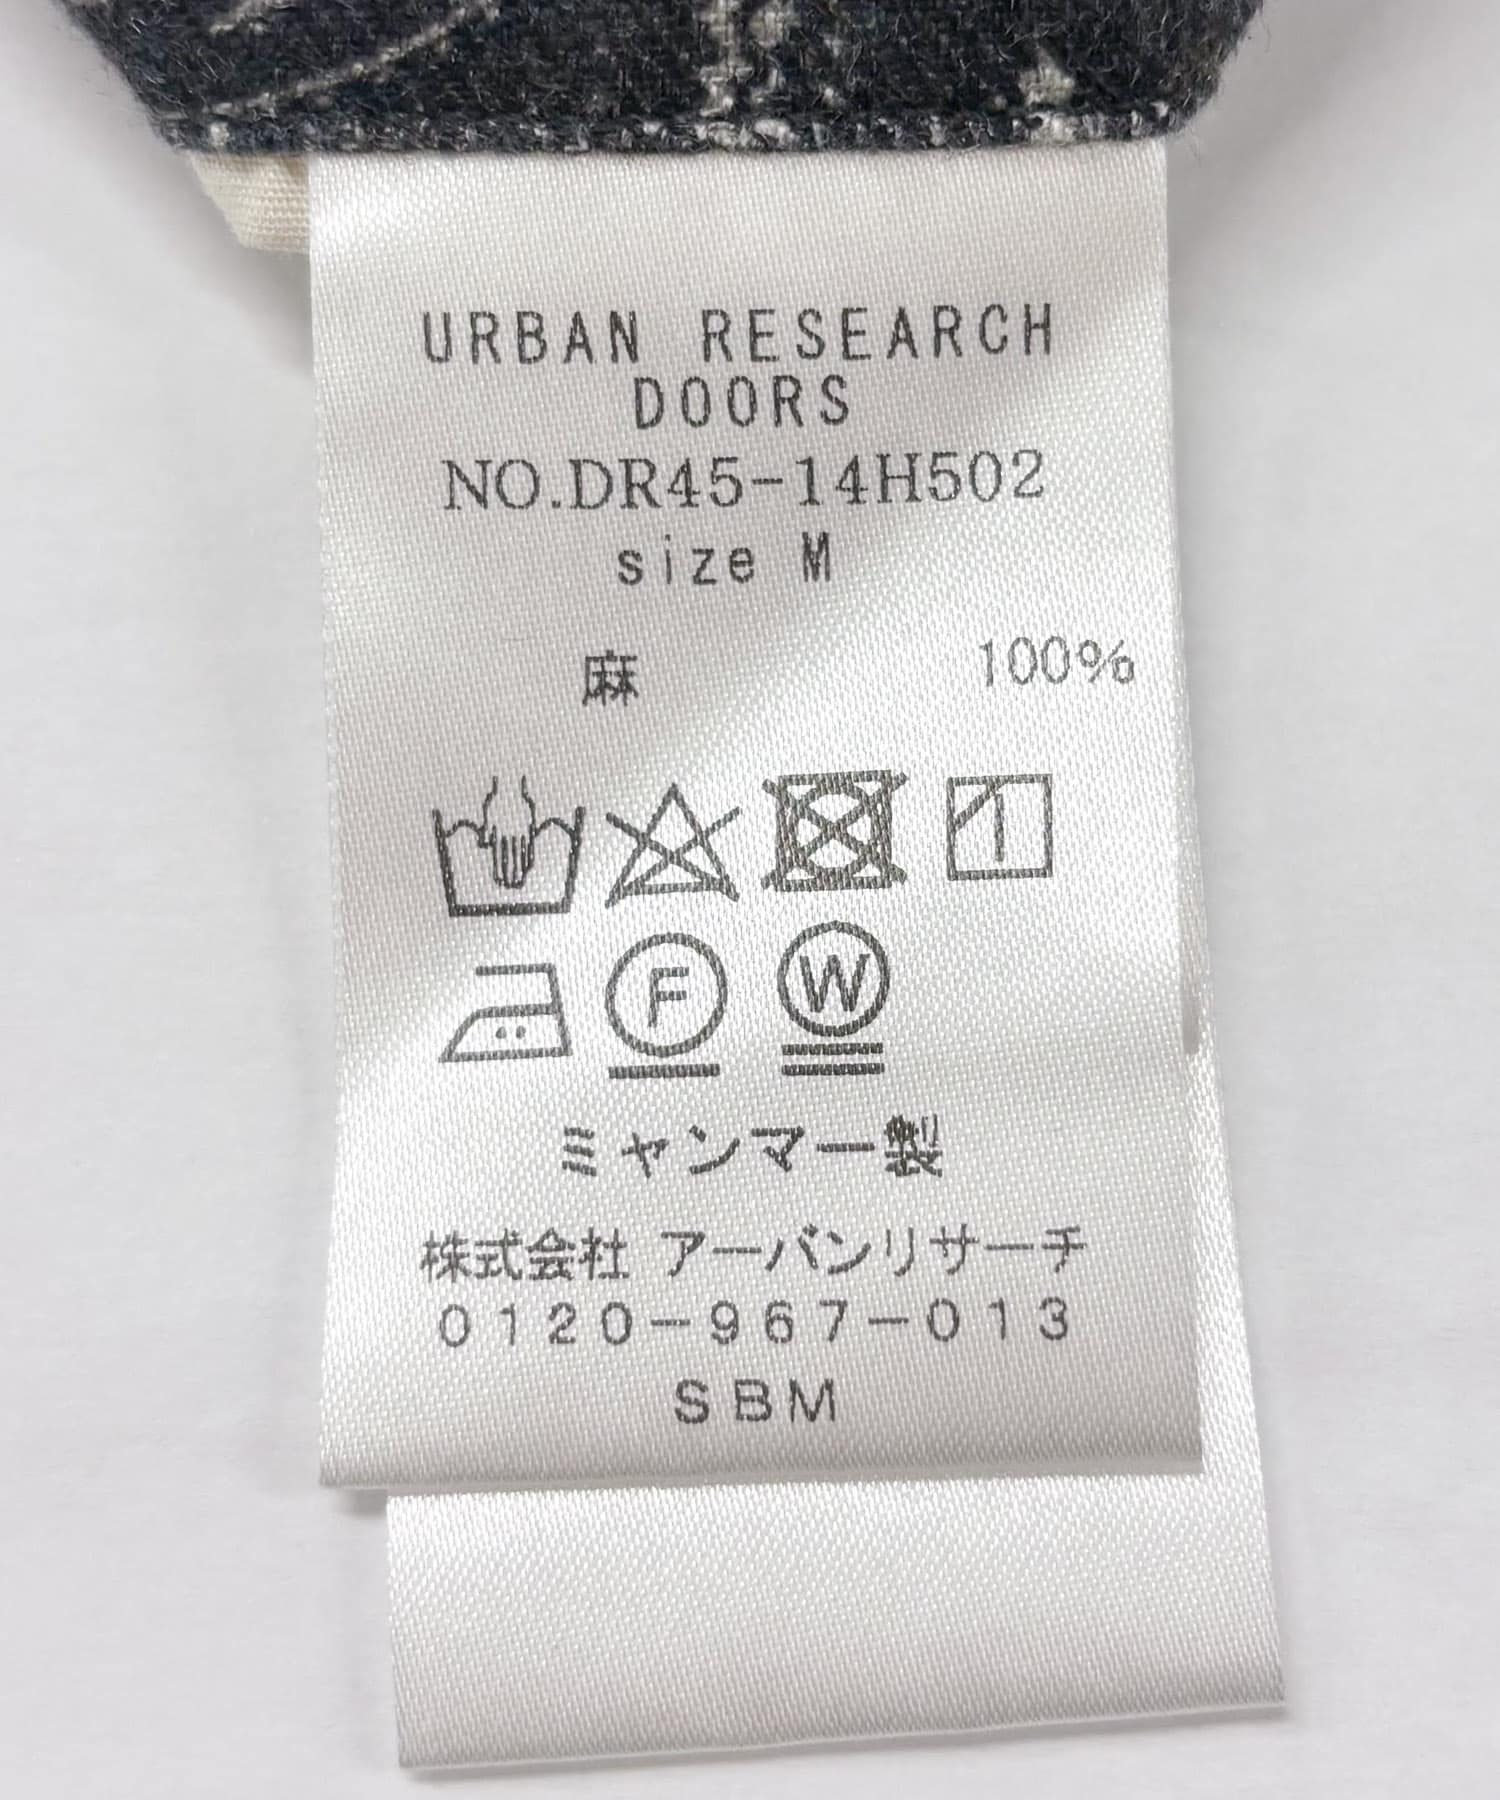 URBAN RESEARCH
DOORS
NO.DR45-14H502
size M
麻 100%
F W
ミャンマー製
株式会社 アーバンリサーチ
0120-967-013
SBM